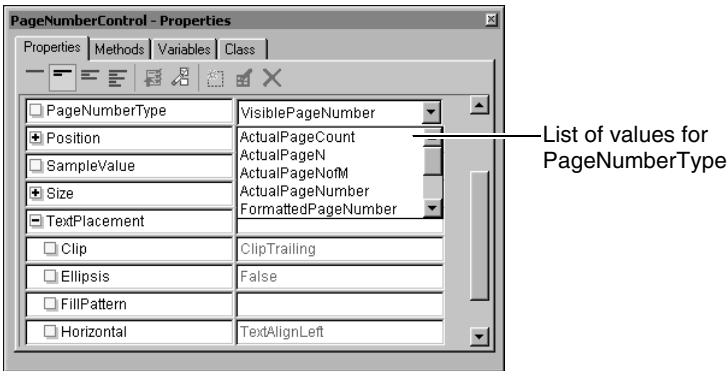 PageNumberControl - Properties
Properties Methods Variables Class
PageNumberType VisiblePageNumber
Position ActualPageCount
ActualPageN
SampleValue ActualPageNofM
Size ActualPageNumber
TextPlacement FormattedPageNumber
Clip ClipTrailing
Ellipsis False
FillPattern
Horizontal TextAlignLeft
List of values for
PageNumberType